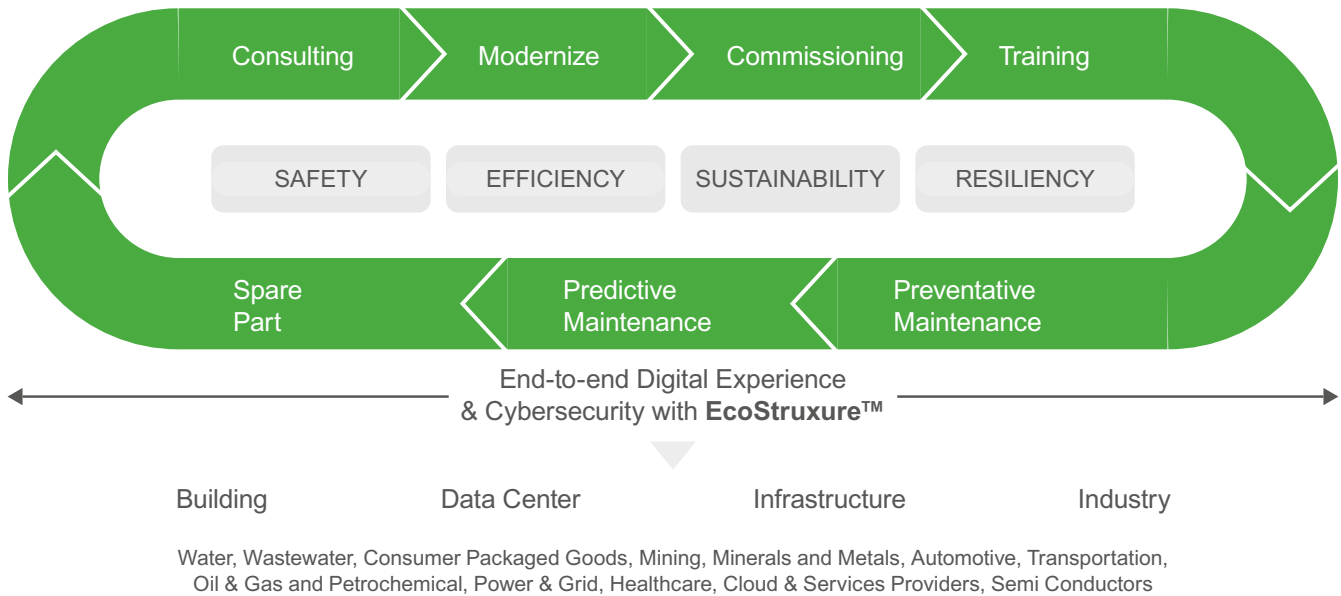 Consulting
Modernize
Commissioning
Training
SAFETY
EFFICIENCY
SUSTAINABILITY
RESILIENCY
Spare
Part
Predictive
Maintenance
Preventative
Maintenance
End-to-end Digital Experience
& Cybersecurity with EcoStruxure™
Building
Data Center
Infrastructure
Industry
Water, Wastewater, Consumer Packaged Goods, Mining, Minerals and Metals, Automotive, Transportation,
Oil & Gas and Petrochemical, Power & Grid, Healthcare, Cloud & Services Providers, Semi Conductors